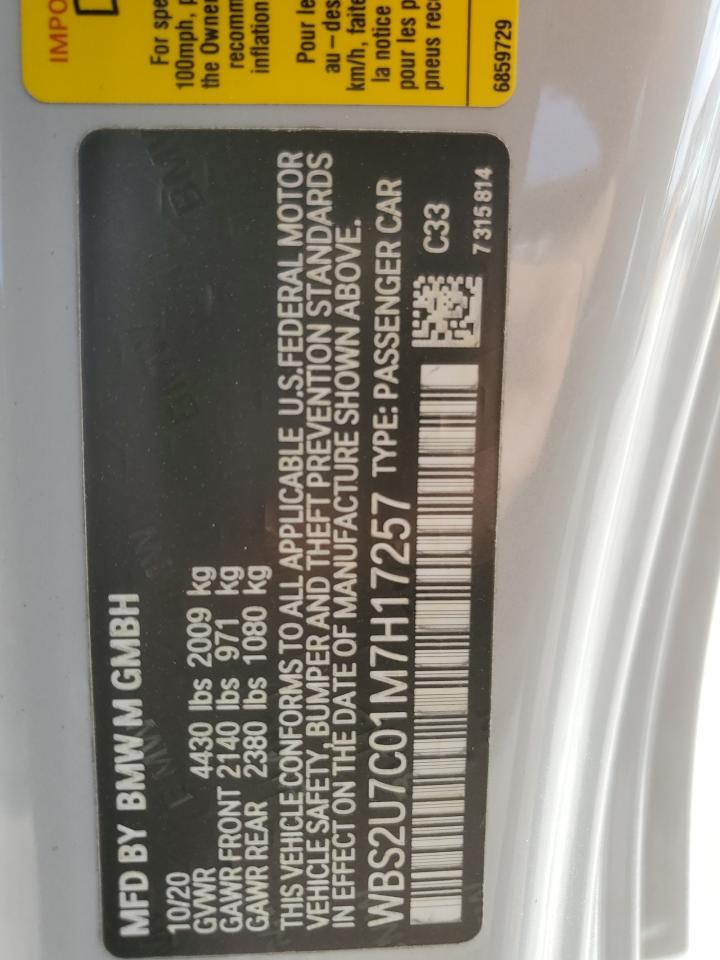 IMPO
For spe
100mph, p
the Owner
recomm
inflation
Pour le
au-des
km/h, faite
la notice
pour les p
pneus rec
6859729
MFD BY BMW M GMBH
10/20
GVWR 4430 lbs 2009 kg
GAWR FRONT 2140 lbs 971 kg
GAWR REAR 2380 lbs 1080 kg
THIS VEHICLE CONFORMS TO ALL APPLICABLE U.S.FEDERAL MOTOR
VEHICLE SAFETY, BUMPER AND THEFT PREVENTION STANDARDS
IN EFFECT ON THE DATE OF MANUFACTURE SHOWN ABOVE.
WBS2U7C01M7H17257 TYPE: PASSENGER CAR
C33
7 315 814